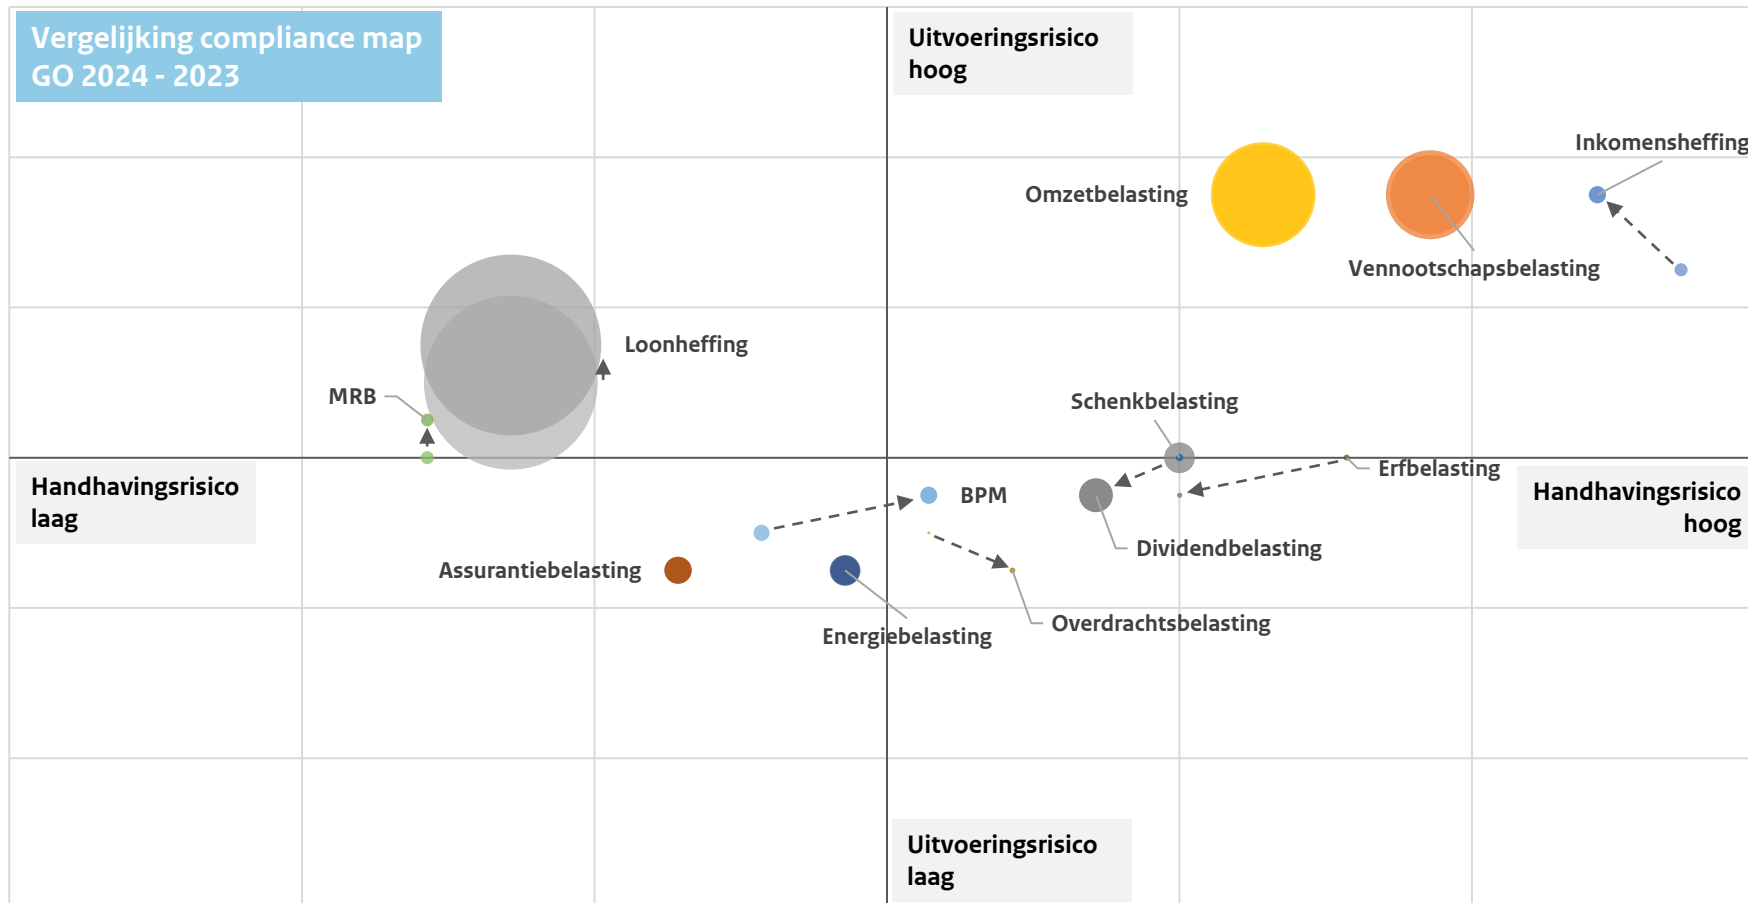 Vergelijking compliance map
GO 2024 - 2023
Uitvoeringsrisico
hoog
Inkomensheffing
Omzetbelasting
Vennootschapsbelasting
Loonheffing
MRB
Schenkbelasting
Erfbelasting
Handhavingsrisico
laag
BPM
Handhavingsrisico
hoog
Dividendbelasting
Assurantiebelasting
Overdrachtsbelasting
Energiebelasting
Uitvoeringsrisico
laag